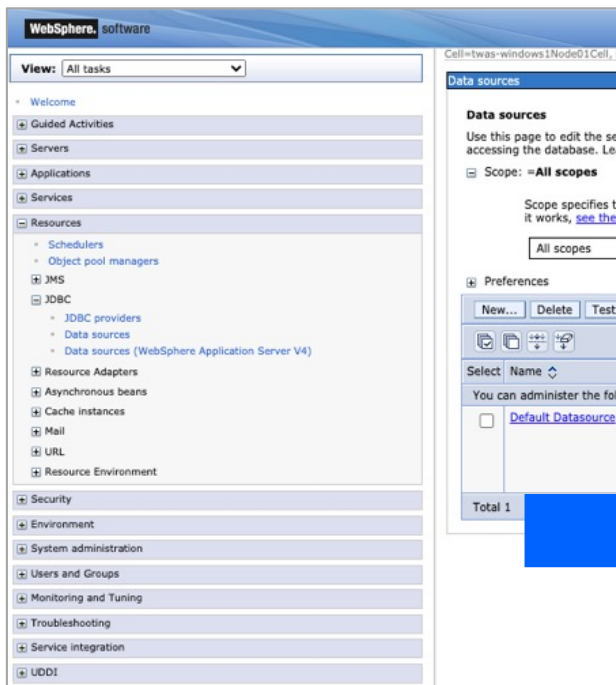 WebSphere. software
View: All tasks
Welcome
Guided Activities
Servers
Applications
Services
Resources
Schedulers
Object pool managers
JMS
JDBC
JDBC providers
Data sources
Data sources (WebSphere Application Server V4)
Resource Adapters
Asynchronous beans
Cache instances
Mail
URL
Resource Environment
Security
Environment
System administration
Users and Groups
Monitoring and Tuning
Troubleshooting
Service integration
UDDI
Cell=twas-windows1Node01Cell,
Data sources
Data sources
Use this page to edit the se
accessing the database. Lea
Scope: =All scopes
Scope specifies t
it works, see the
All scopes
Preferences
New... Delete Test
Select Name
You can administer the fol
Default Datasource
Total 1